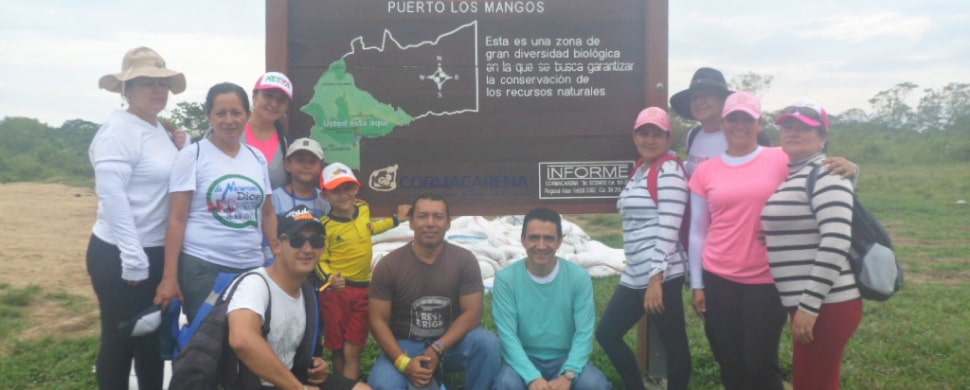 PUERTO LOS MANGOS
Esta es una zona de
gran diversidad biológica
en la que se busca garantizar
la conservación de
los recursos naturales
N
S
Usted esta aquí
CORMACARENA
INFORME